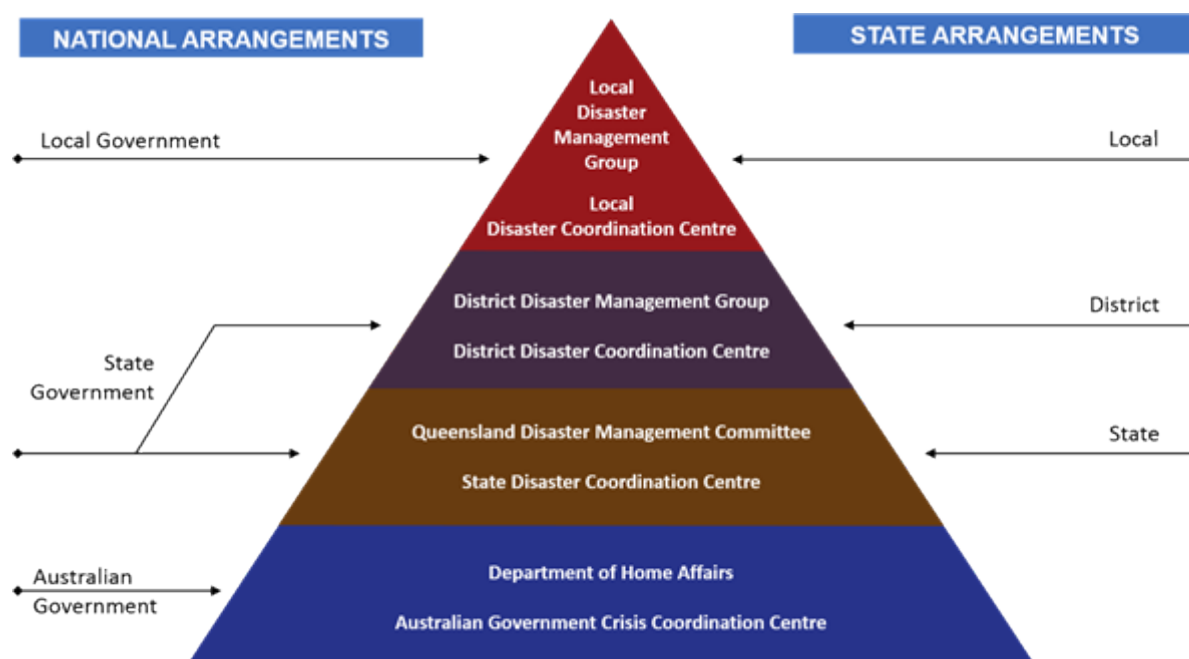 NATIONAL ARRANGEMENTS
STATE ARRANGEMENTS
Local
Disaster
Management
Group
Local
Disaster Coordination Centre
Local Government
Local
District Disaster Management Group
District Disaster Coordination Centre
District
State
Government
Queensland Disaster Management Committee
State Disaster Coordination Centre
State
Department of Home Affairs
Australian Government Crisis Coordination Centre
Australian
Government